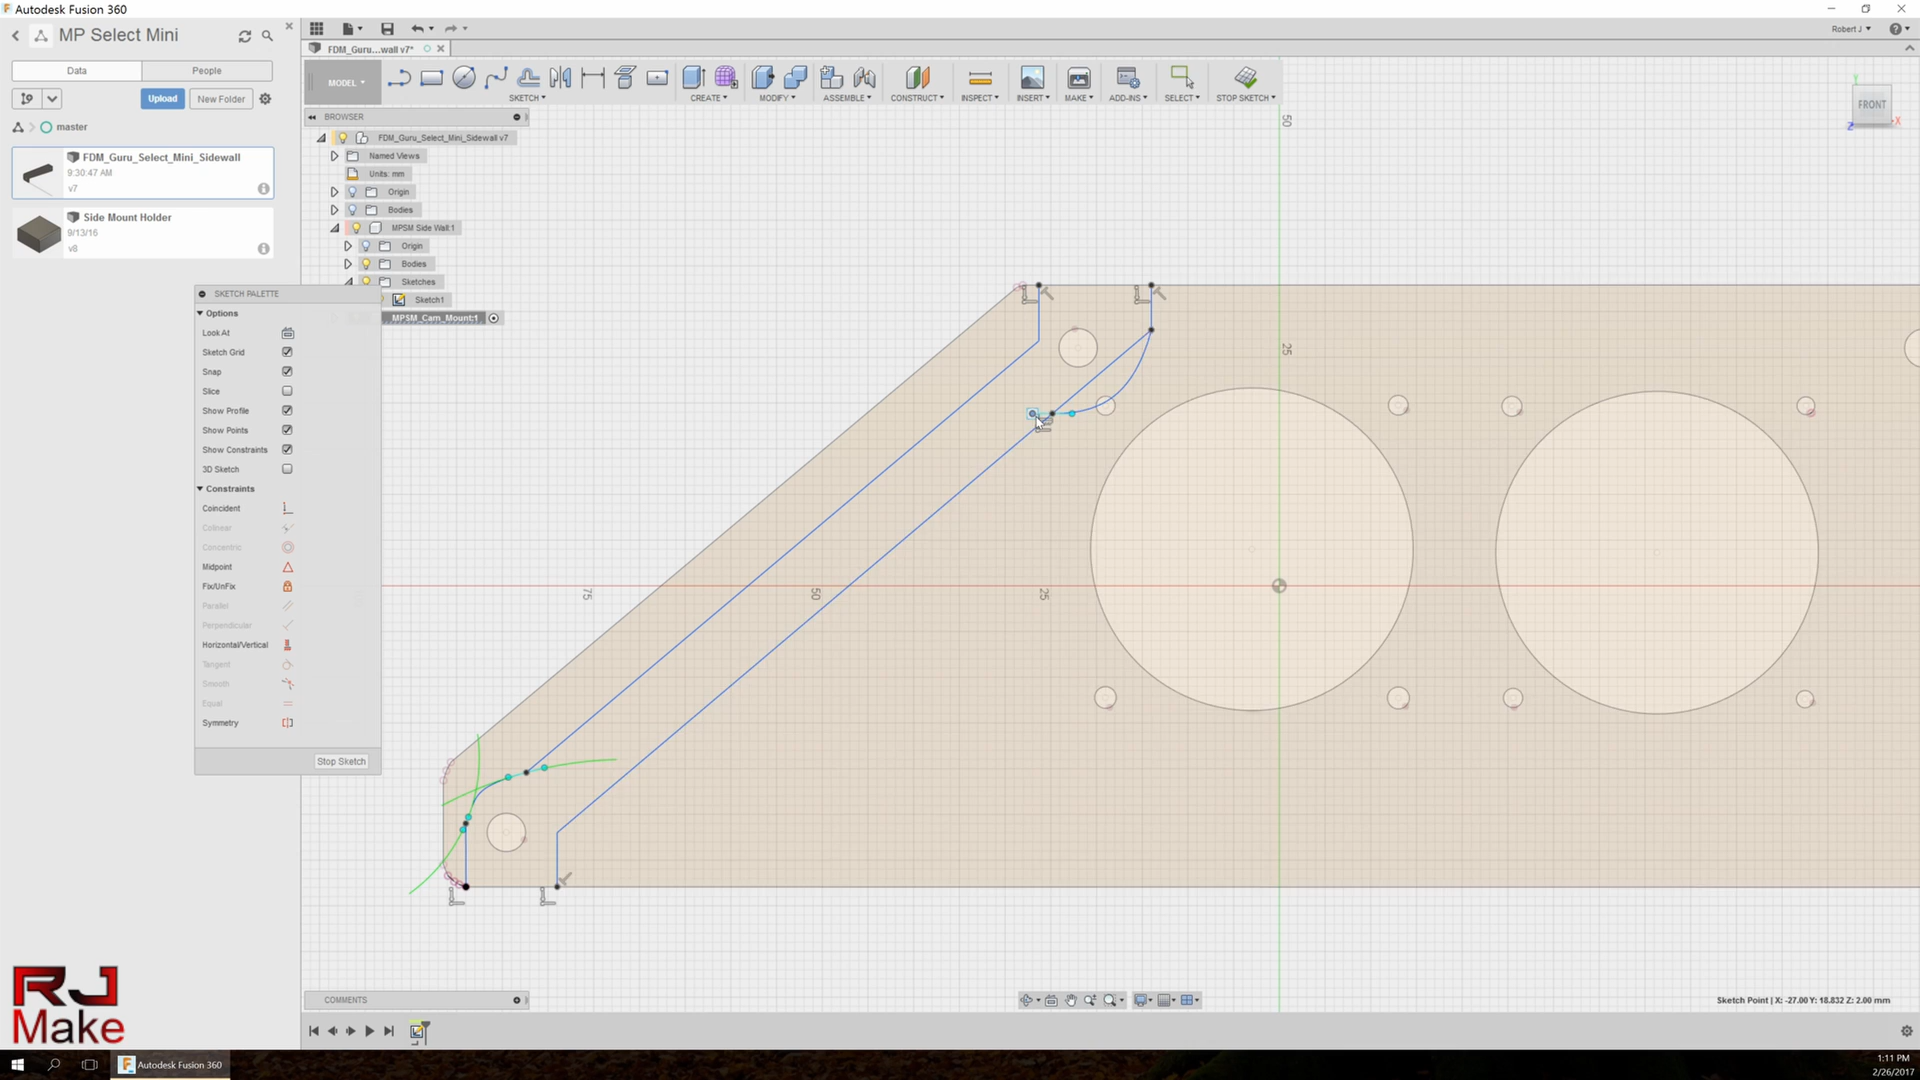 Autodesk Fusion 360
MP Select Mini
Data
People
Upload
New Folder
master
FDM_Guru_Select_Mini_Sidewall
9:30:47 AM
v7
Side Mount Holder
9/13/16
v8
Robert J
FDM_Guru...wall v7*
MODEL
SKETCH
CREATE
MODIFY
ASSEMBLE
CONSTRUCT
INSPECT
INSERT
MAKE
ADD-INS
SELECT
STOP SKETCH
BROWSER
FDM_Guru_Select_Mini_Sidewall v7
Named Views
Units: mm
Origin
Bodies
MPSM Side Wall:1
Origin
Bodies
Sketches
Sketch1
MPSM_Cam_Mount:1
SKETCH PALETTE
Options
Look At
Sketch Grid
Snap
Slice
Show Profile
Show Points
Show Constraints
3D Sketch
Constraints
Coincident
Colinear
Concentric
Midpoint
Fix/UnFix
Parallel
Perpendicular
Horizontal/Vertical
Tangent
Smooth
Equal
Symmetry
Stop Sketch
FRONT
Y
X
Z
50
25
75
50
25
COMMENTS
Sketch Point | X: -27.00 Y: 18.832 Z: 2.00 mm
RJ
Make
Autodesk Fusion 360
1:11 PM
2/26/2017